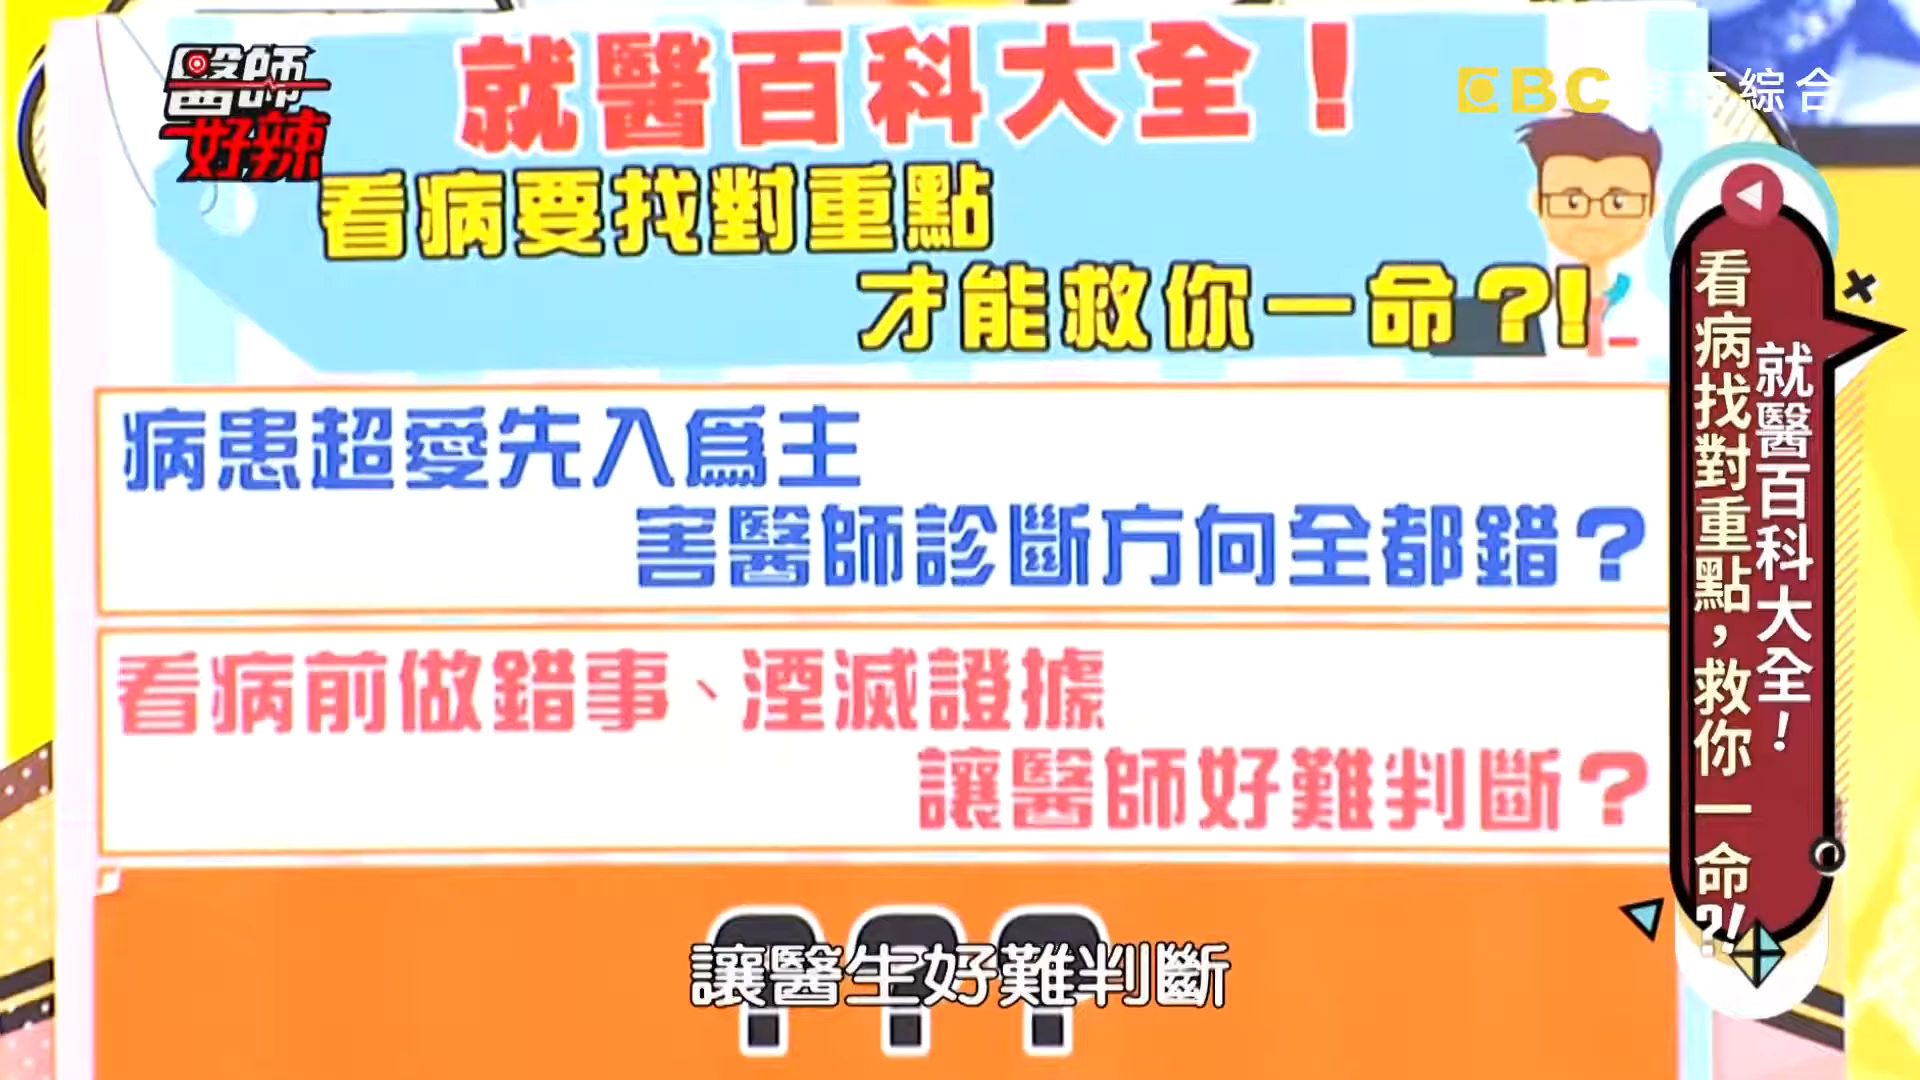 醫師
好辣
就醫百科大全！
看病要找對重點
才能救你一命？！
EBC 東森綜合
病患超愛先入為主
害醫師診斷方向全都錯？
看病前做錯事、湮滅證據
讓醫師好難判斷？
？？？
讓醫生好難判斷
就醫百科大全！
看病找對重點，救你一命?!